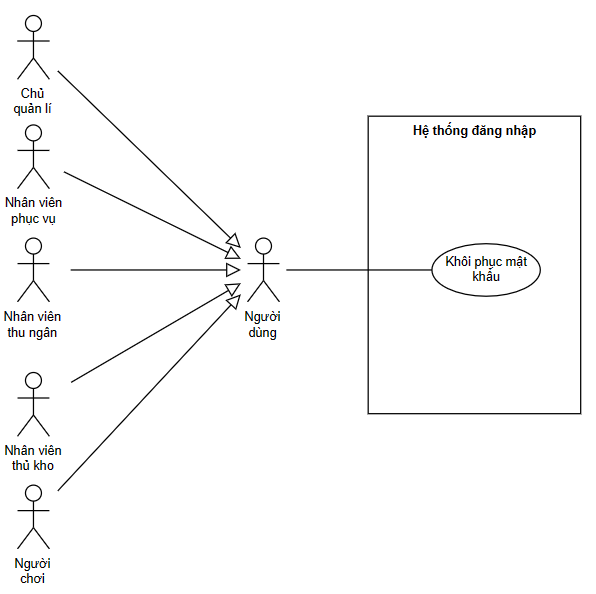 Chủ
quản lí
Nhân viên
phục vụ
Nhân viên
thu ngân
Nhân viên
thủ kho
Người
chơi
Người
dùng
Hệ thống đăng nhập
Khôi phục mật
khẩu